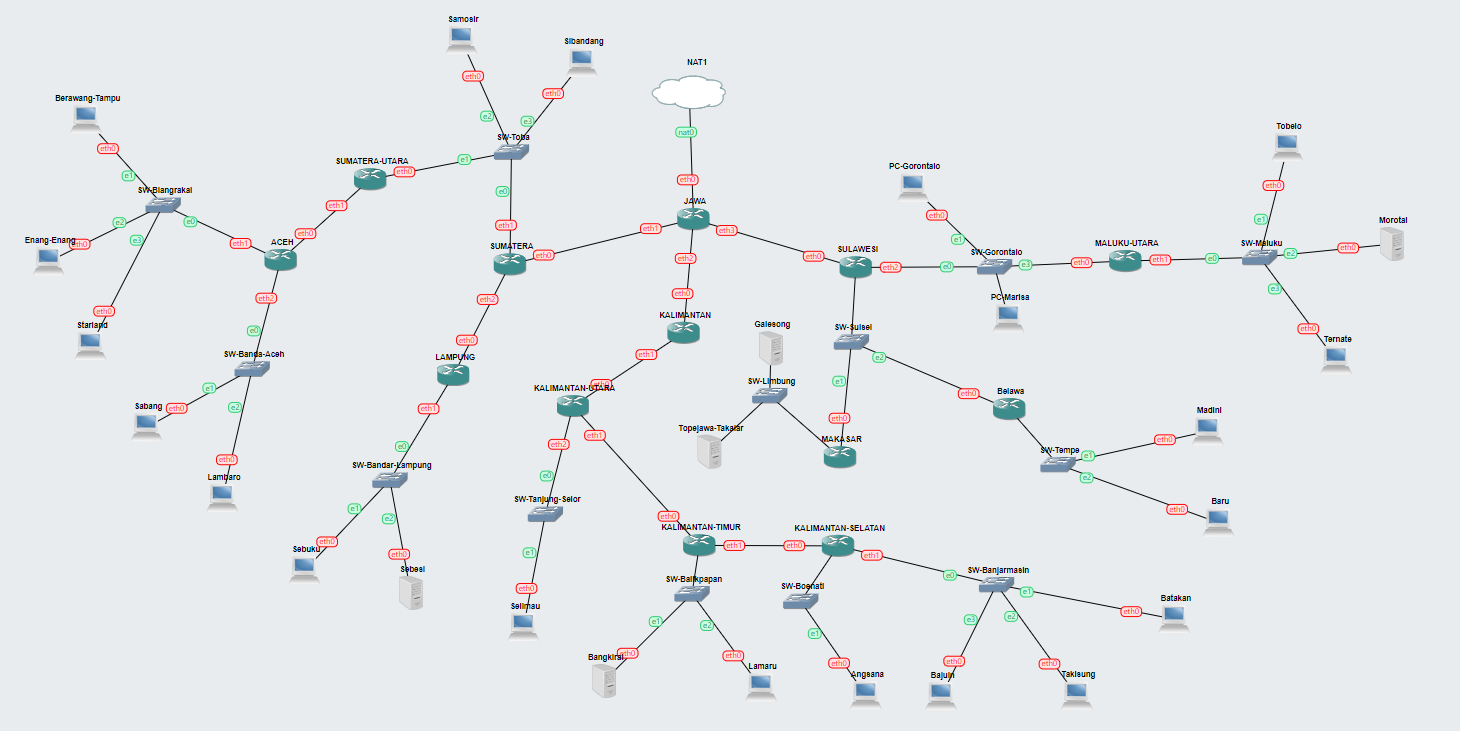 Samosir
Sibandang
eth0
eth0
e2
e3
SW-Toba
NAT1
nat0
eth0
JAWA
Berawang-Tampu
eth0
e1
SW-Blangrakal
e2
e0
Enang-Enang
eth0
e3
eth1
eth0
Starland
SUMATERA-UTARA
eth0
e1
eth1
e0
ACEH
eth0
eth2
e0
SW-Banda-Aceh
e1
Sabang
eth0
e2
eth0
Lambaro
eth1
SUMATERA
eth0
eth1
eth3
eth2
eth2
eth0
LAMPUNG
eth1
e0
SW-Bandar-Lampung
e1
e2
Sebuku
eth0
eth0
Sebesi
eth0
KALIMANTAN
eth1
eth0
KALIMANTAN-UTARA
eth2
eth1
e0
SW-Tanjung-Selor
e1
eth0
Selimau
eth0
KALIMANTAN-TIMUR
eth1
eth0
KALIMANTAN-SELATAN
eth1
SW-Balikpapan
e1
e2
Bangkirai
eth0
eth0
Lamaru
SW-Boenati
e1
eth0
Angsana
e0
SW-Banjarmasin
e1
e3
e2
eth0
Batakan
eth0
Bajuin
eth0
Takisung
eth0
SULAWESI
eth2
e0
SW-Gorontalo
PC-Gorontalo
eth0
e1
e3
PC-Marisa
eth0
MALUKU-UTARA
eth1
e0
SW-Maluku
Tobelo
eth0
e1
e2
eth0
Morotai
e3
eth0
Ternate
SW-Sulsel
e2
e1
eth0
MAKASAR
Galesong
SW-Limbung
Topejawa-Takalar
eth0
Belawa
SW-Tempe
e1
eth0
Madini
e2
eth0
Baru